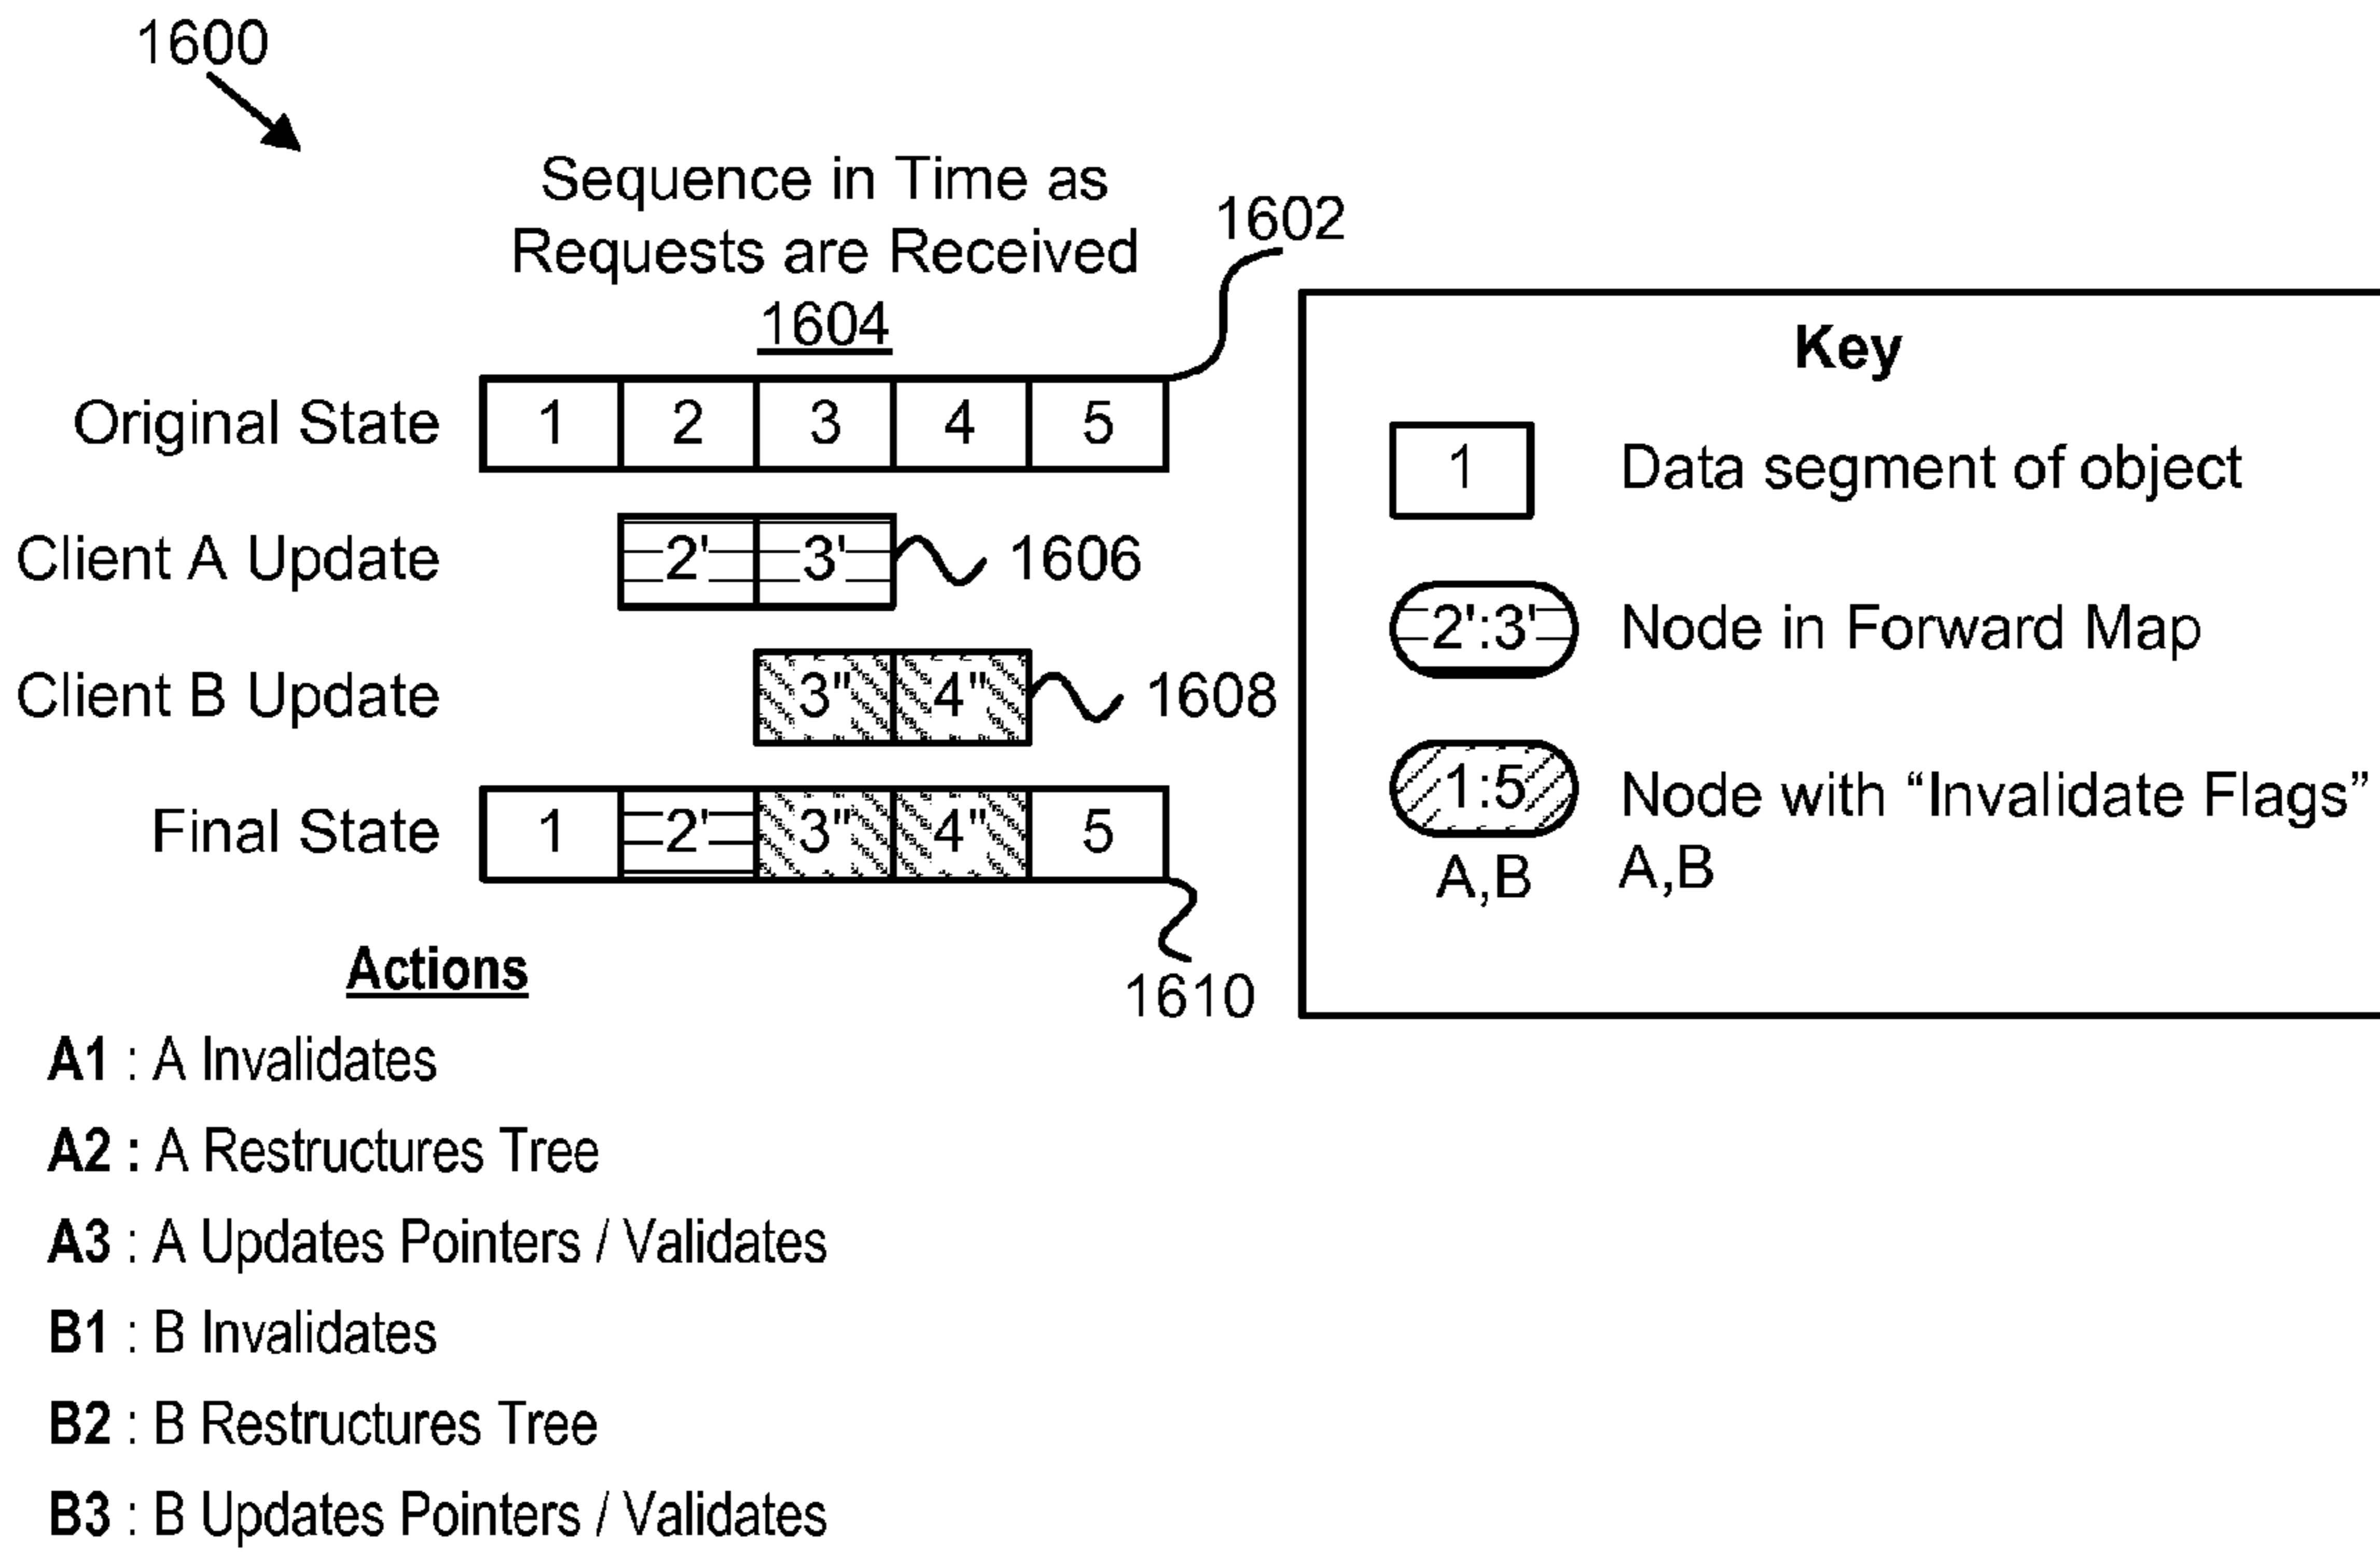 1600
Sequence in Time as
Requests are Received
1604
1602
Original State 1 2 3 4 5
Client A Update 2' 3' 1606
Client B Update 3" 4" 1608
Final State 1 2' 3" 4" 5
1610
Key
1 Data segment of object
2':3' Node in Forward Map
1:5 Node with “Invalidate Flags”
A,B A,B
Actions
A1 : A Invalidates
A2 : A Restructures Tree
A3 : A Updates Pointers / Validates
B1 : B Invalidates
B2 : B Restructures Tree
B3 : B Updates Pointers / Validates